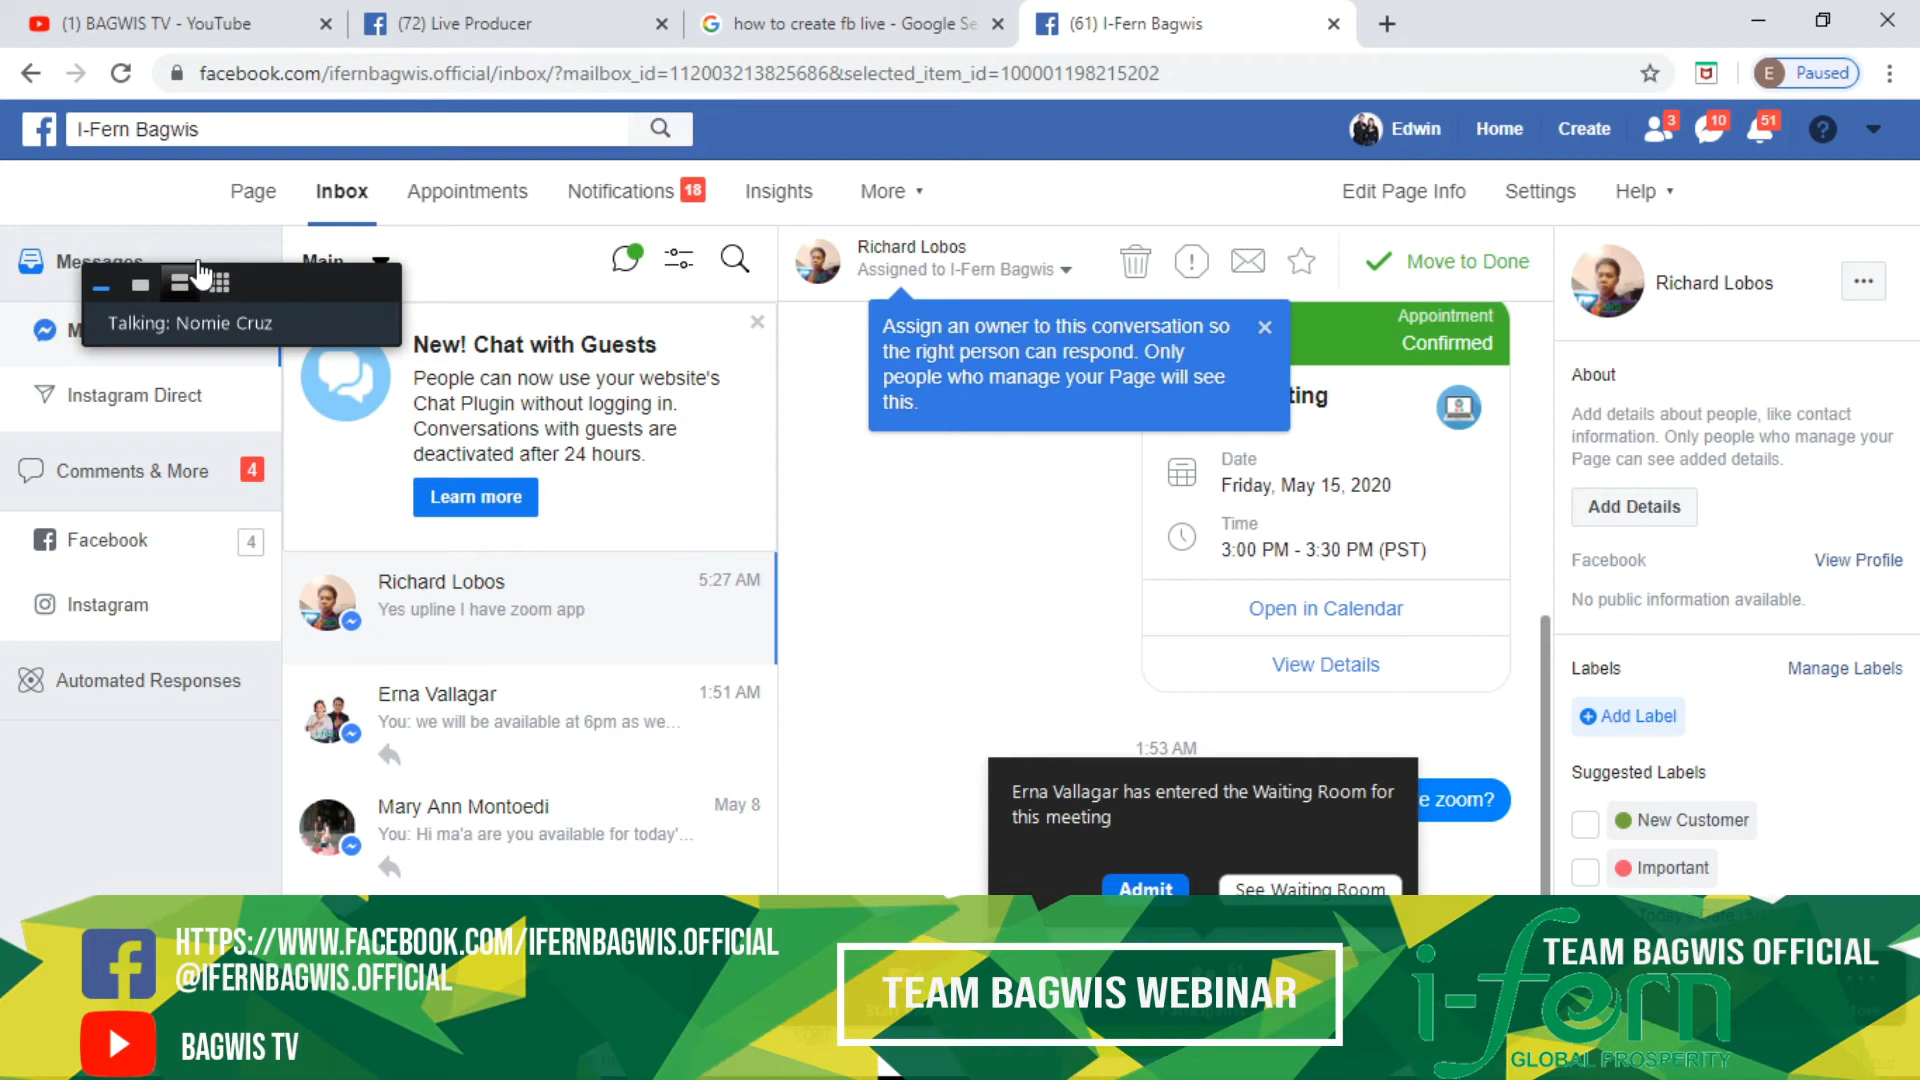 (1) BAGWIS TV - YouTube
(72) Live Producer
how to create fb live - Google Se
(61) I-Fern Bagwis
facebook.com/ifernbagwis.official/inbox/?mailbox_id=112003213825686&selected_item_id=100001198215202
E Paused
I-Fern Bagwis
Edwin Home Create 3 10 51 ?
Page Inbox Appointments Notifications 18 Insights More
Edit Page Info Settings Help
Messages
Talking: Nomie Cruz
M
Instagram Direct
Comments & More 4
Facebook 4
Instagram
Automated Responses
Main
New! Chat with Guests
People can now use your website's
Chat Plugin without logging in.
Conversations with guests are
deactivated after 24 hours.
Learn more
Richard Lobos 5:27 AM
Yes upline I have zoom app
Erna Vallagar 1:51 AM
You: we will be available at 6pm as we...
Mary Ann Montoedi May 8
You: Hi ma'a are you available for today'...
Richard Lobos
Assigned to I-Fern Bagwis
Move to Done
Assign an owner to this conversation so
the right person can respond. Only
people who manage your Page will see
this.
Appointment
Confirmed
ting
Date
Friday, May 15, 2020
Time
3:00 PM - 3:30 PM (PST)
Open in Calendar
View Details
1:53 AM
e zoom?
Erna Vallagar has entered the Waiting Room for
this meeting
Admit
See Waiting Room
Richard Lobos
About
Add details about people, like contact
information. Only people who manage your
Page can see added details.
Add Details
Facebook View Profile
No public information available.
Labels Manage Labels
Add Label
Suggested Labels
New Customer
Important
HTTPS://WWW.FACEBOOK.COM/IFERNBAGWIS.OFFICIAL
@IFERNBAGWIS.OFFICIAL
BAGWIS TV
TEAM BAGWIS WEBINAR
TEAM BAGWIS OFFICIAL
i-fern
GLOBAL PROSPERITY